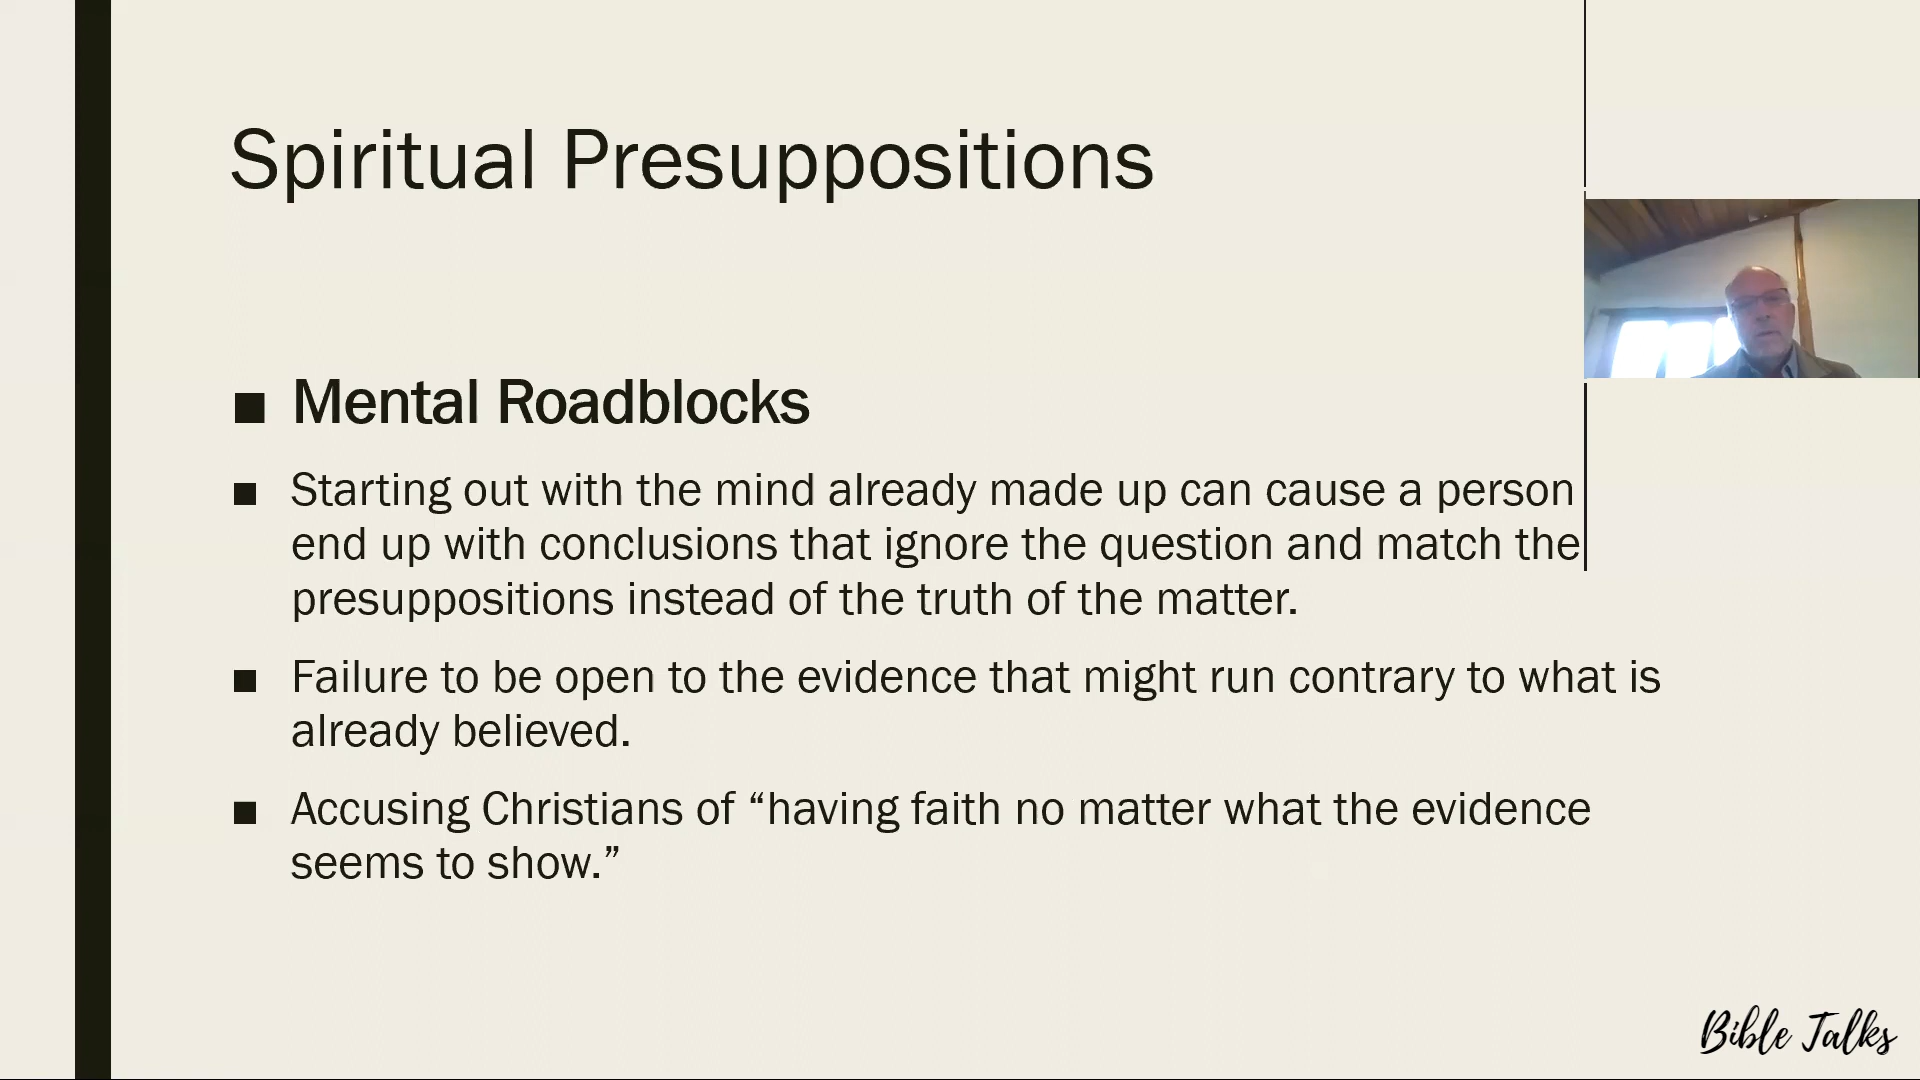 Spiritual Presuppositions
■ Mental Roadblocks
■ Starting out with the mind already made up can cause a person
end up with conclusions that ignore the question and match the
presuppositions instead of the truth of the matter.
■ Failure to be open to the evidence that might run contrary to what is
already believed.
■ Accusing Christians of “having faith no matter what the evidence
seems to show.”
Bible Talks